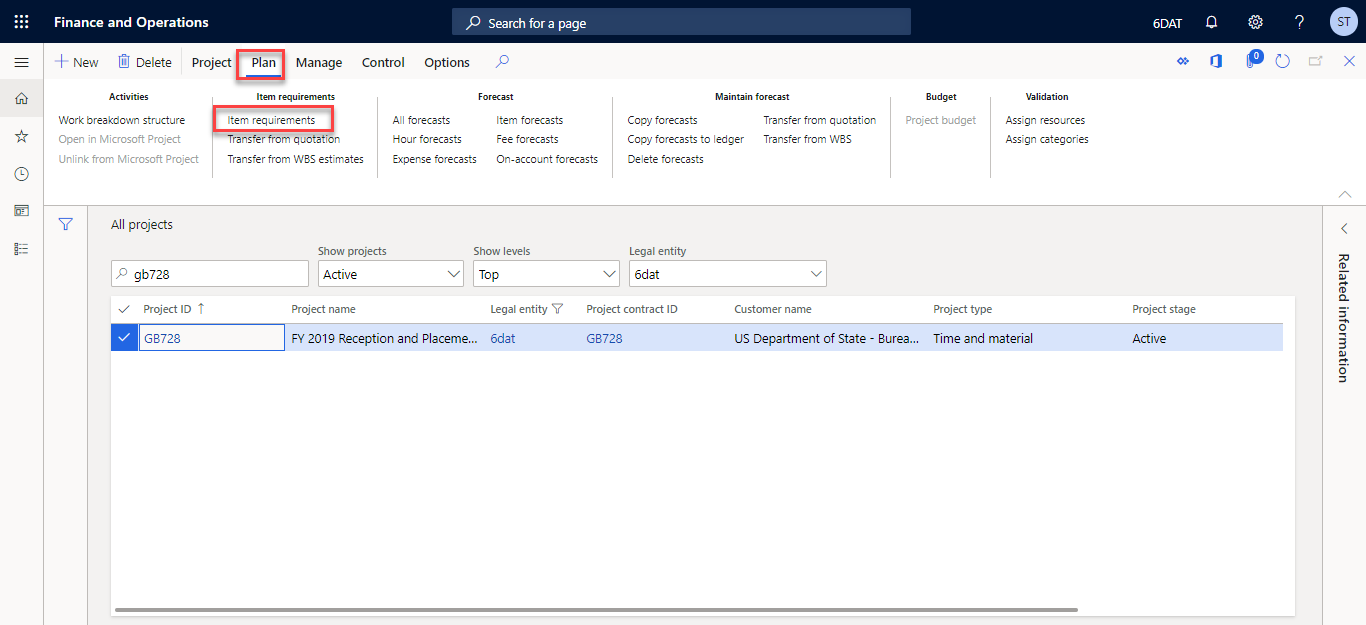 Finance and Operations
Search for a page
6DAT
?
ST
New
Delete
Project
Plan
Manage
Control
Options
0
Activities
Work breakdown structure
Open in Microsoft Project
Unlink from Microsoft Project
Item requirements
Item requirements
Transfer from quotation
Transfer from WBS estimates
Forecast
All forecasts
Item forecasts
Hour forecasts
Fee forecasts
Expense forecasts
On-account forecasts
Maintain forecast
Copy forecasts
Transfer from quotation
Copy forecasts to ledger
Transfer from WBS
Delete forecasts
Budget
Project budget
Validation
Assign resources
Assign categories
All projects
Show projects
Show levels
Legal entity
gb728
Active
Top
6dat
Project ID
Project name
Legal entity
Project contract ID
Customer name
Project type
Project stage
GB728
FY 2019 Reception and Placeme...
6dat
GB728
US Department of State - Burea...
Time and material
Active
Related information